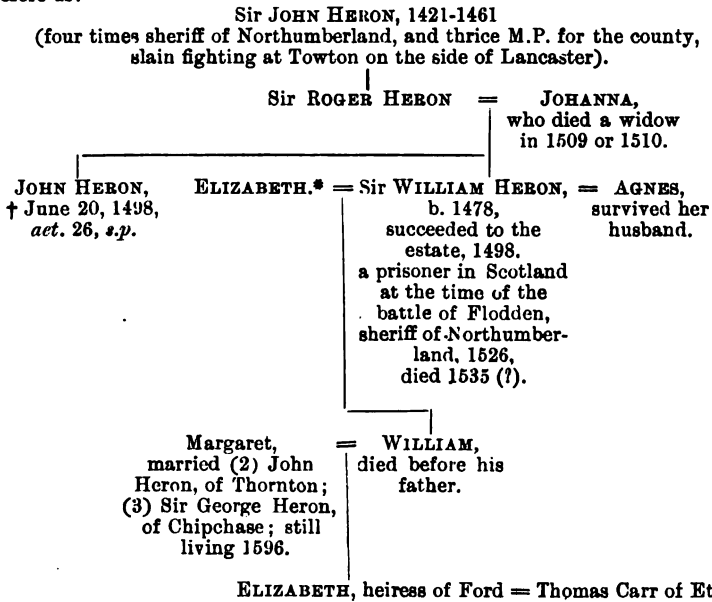 Sir JOHN HERON, 1421-1461
(four times sheriff of Northumberland, and thrice M.P. for the county,
slain fighting at Towton on the side of Lancaster).
Sir ROGER HERON = JOHANNA,
who died a widow
in 1509 or 1510.
JOHN HERON,
† June 20, 1498,
aet. 26, s.p.
ELIZABETH.* = Sir WILLIAM HERON, = AGNES,
b. 1478,
succeeded to the
estate, 1498.
a prisoner in Scotland
at the time of the
battle of Flodden,
sheriff of Northumber-
land, 1526,
died 1535 (?).
survived her
husband.
Margaret,
married (2) John
Heron, of Thornton;
(3) Sir George Heron,
of Chipchase; still
living 1596.
= WILLIAM,
died before his
father.
ELIZABETH, heiress of Ford = Thomas Carr of Et